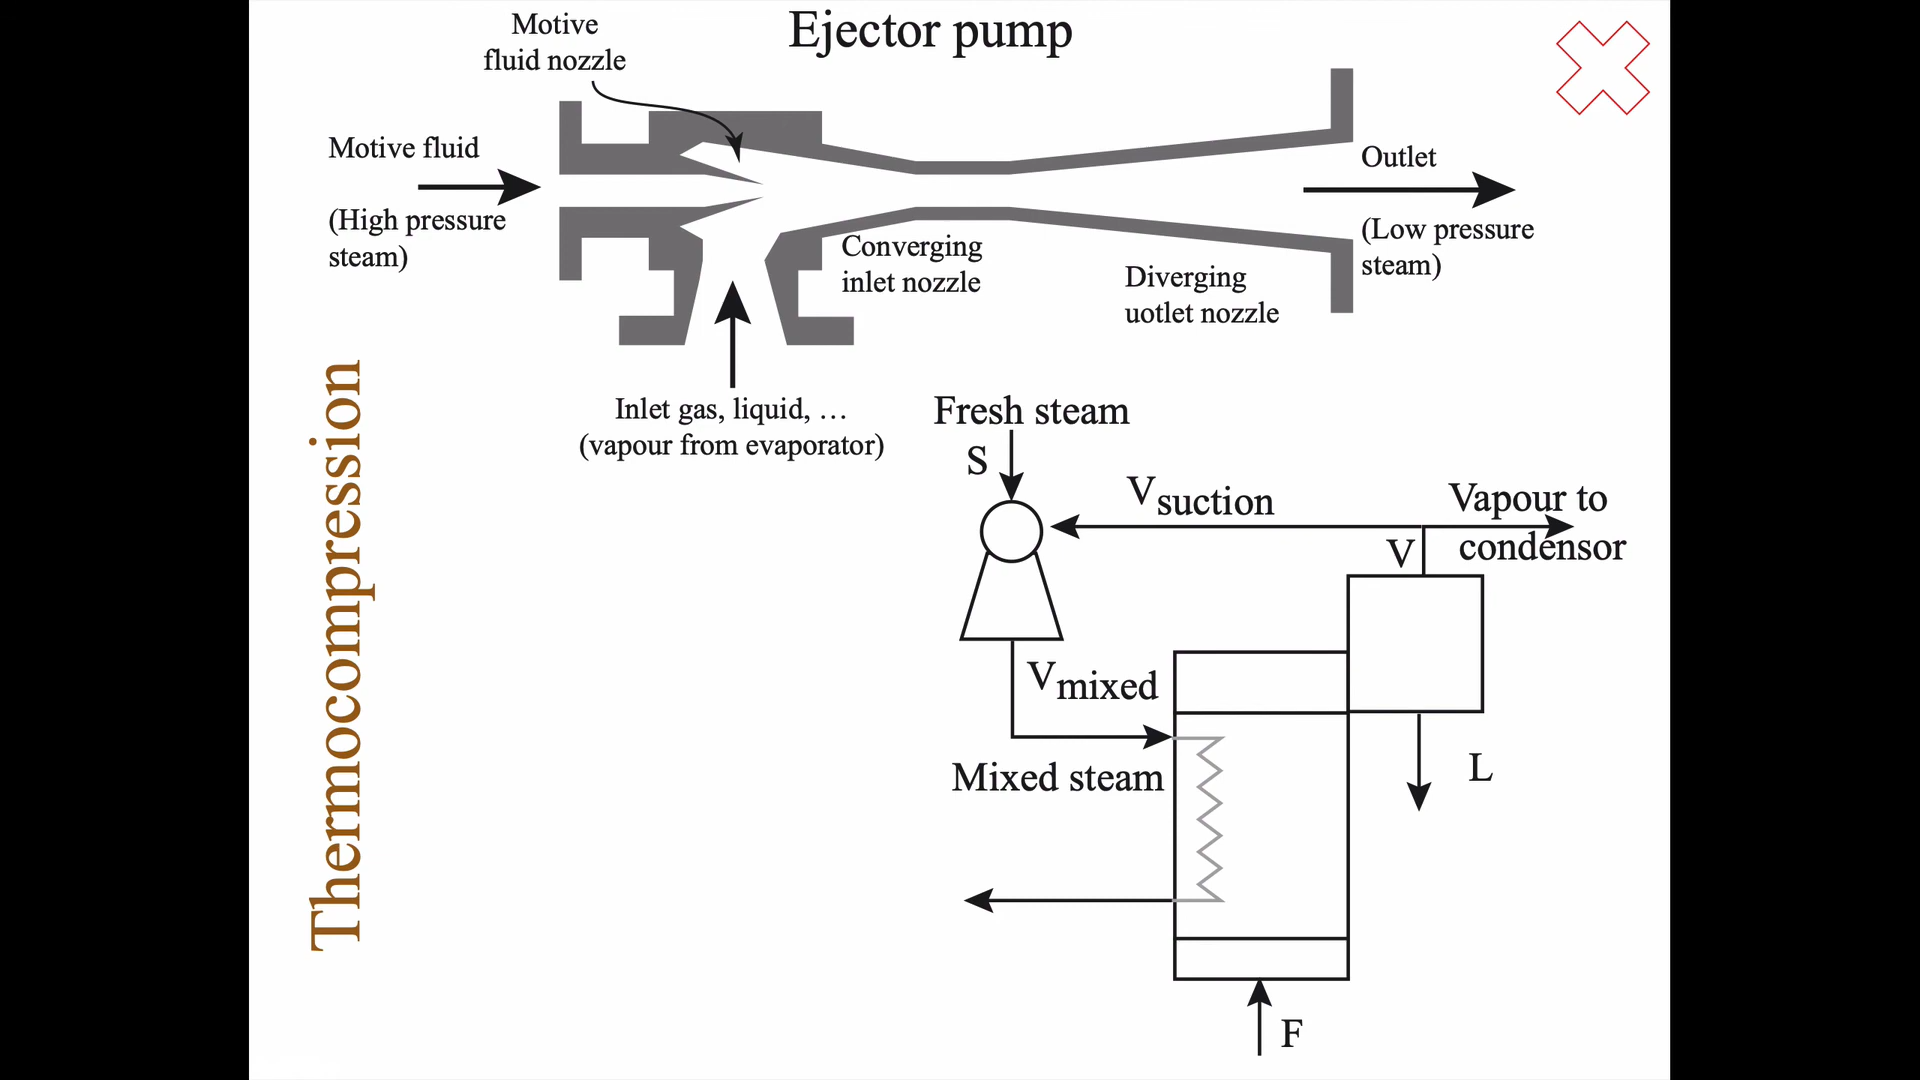 Ejector pump
Motive
fluid nozzle
Motive fluid
(High pressure
steam)
Outlet
(Low pressure
steam)
Converging
inlet nozzle
Diverging
uotlet nozzle
Inlet gas, liquid, …
(vapour from evaporator)
Thermocompression
Fresh steam
S
Vsuction
Vapour to
condensor
V
Vmixed
Mixed steam
L
F